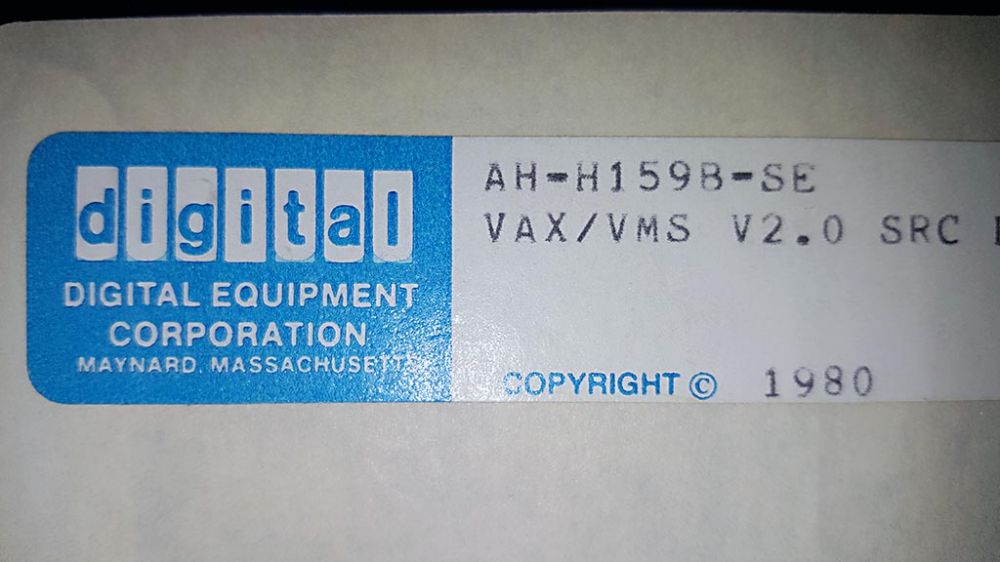 digital
DIGITAL EQUIPMENT
CORPORATION
MAYNARD, MASSACHUSETTS
AH-H159B-SE
VAX/VMS V2.0 SRC
COPYRIGHT © 1980